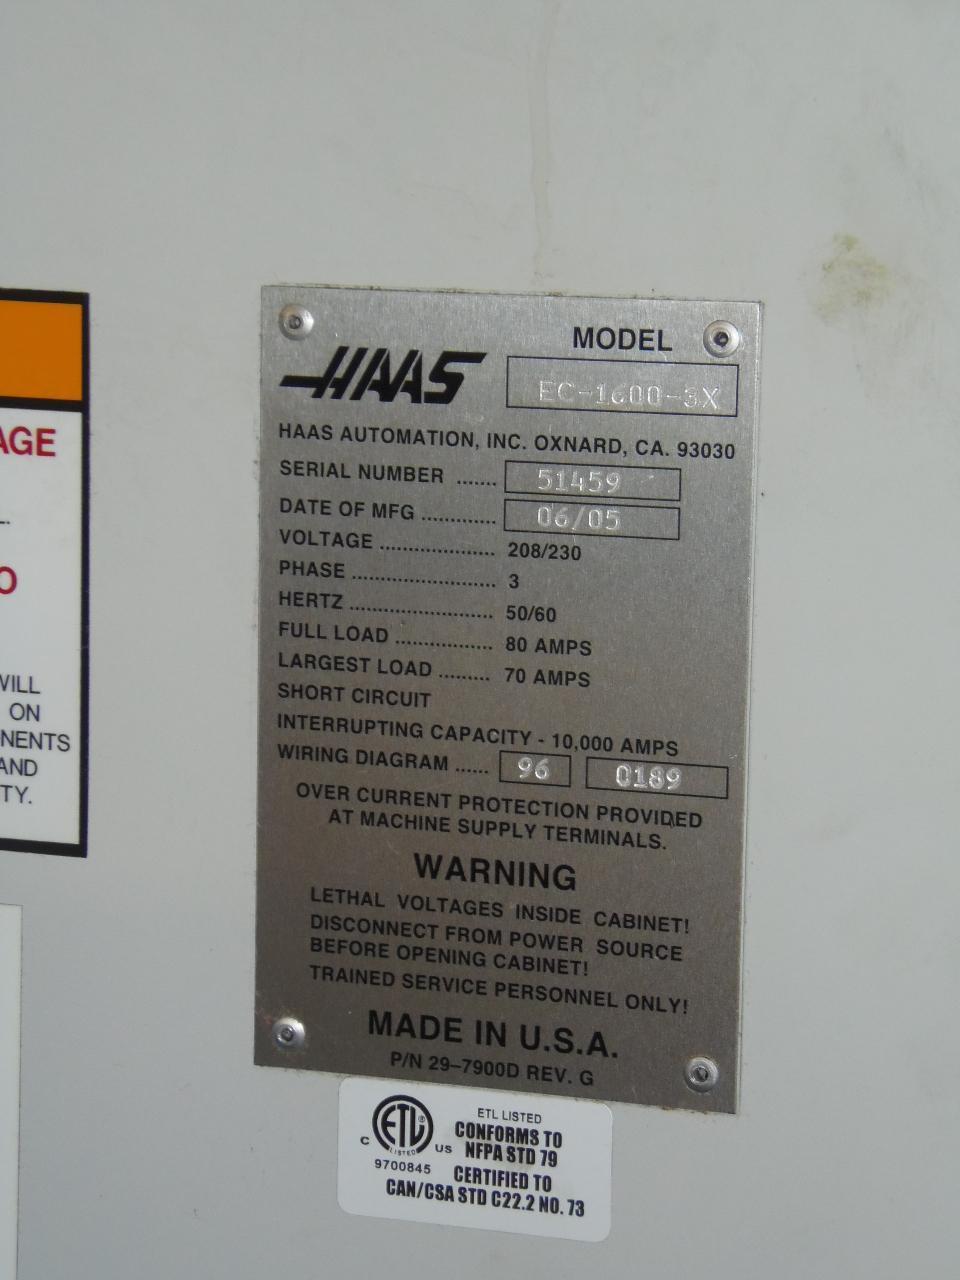 AGE
O
WILL
ON
NENTS
AND
TY.
HAAS
MODEL
EC-1600-3X
HAAS AUTOMATION, INC. OXNARD, CA. 93030
SERIAL NUMBER ....... 51459
DATE OF MFG ............. 06/05
VOLTAGE .................... 208/230
PHASE ......................... 3
HERTZ ......................... 50/60
FULL LOAD ................. 80 AMPS
LARGEST LOAD ......... 70 AMPS
SHORT CIRCUIT
INTERRUPTING CAPACITY - 10,000 AMPS
WIRING DIAGRAM ...... 96 0189
OVER CURRENT PROTECTION PROVIDED
AT MACHINE SUPPLY TERMINALS.
WARNING
LETHAL VOLTAGES INSIDE CABINET!
DISCONNECT FROM POWER SOURCE
BEFORE OPENING CABINET!
TRAINED SERVICE PERSONNEL ONLY!
MADE IN U.S.A.
P/N 29-7900D REV. G
ETL LISTED
C US
9700845
ETL LISTED
CONFORMS TO
NFPA STD 79
CERTIFIED TO
CAN/CSA STD C22.2 NO. 73